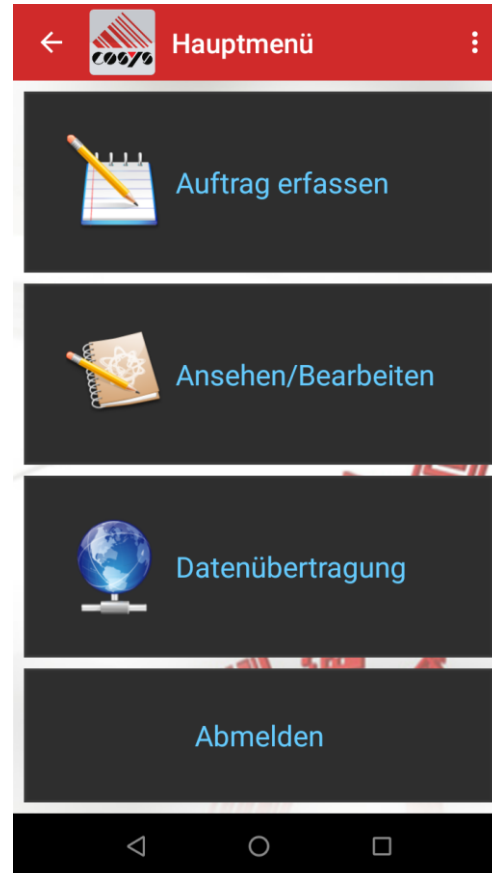 COSYS
Hauptmenü
Auftrag erfassen
Ansehen/Bearbeiten
Datenübertragung
Abmelden